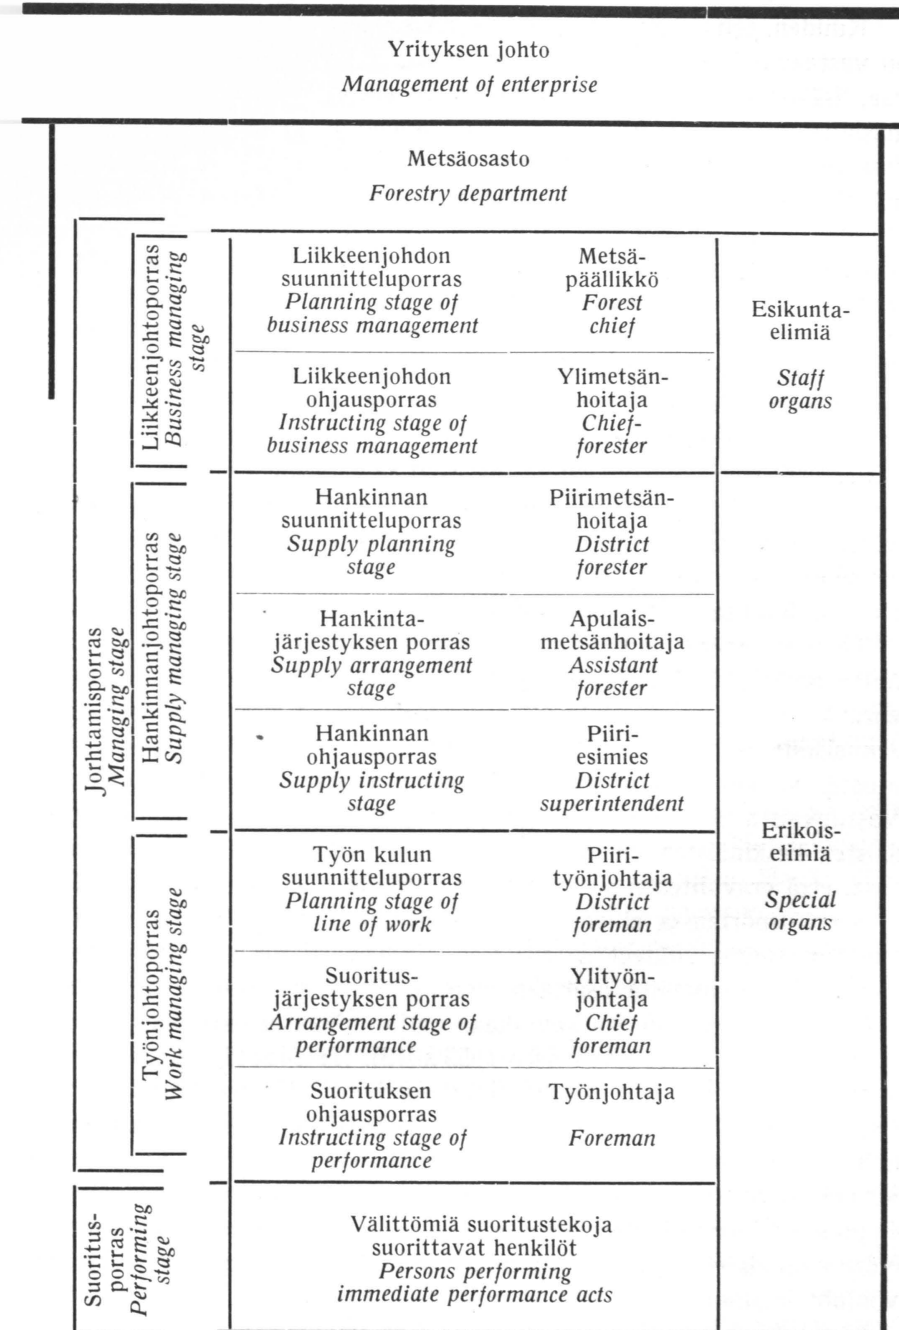 Yrityksen johto
Management of enterprise
Metsäosasto
Forestry department
Jorhtamisporras
Managing stage
Liikkeenjohtoporras
Business managing
stage
Liikkeenjohdon
suunnitteluporras
Planning stage of
business management
Metsä-
päällikkö
Forest
chief
Esikunta-
elimiä
Staff
organs
Liikkeenjohdon
ohjausporras
Instructing stage of
business management
Ylimetsän-
hoitaja
Chief-
forester
Hankinnanjohtoporras
Supply managing stage
Hankinnan
suunnitteluporras
Supply planning
stage
Piirimetsän-
hoitaja
District
forester
Hankinta-
järjestyksen porras
Supply arrangement
stage
Apulais-
metsänhoitaja
Assistant
forester
Hankinnan
ohjausporras
Supply instructing
stage
Piiri-
esimies
District
superintendent
Erikois-
elimiä
Special
organs
Työnjohtoporras
Work managing stage
Työn kulun
suunnitteluporras
Planning stage of
line of work
Piiri-
työnjohtaja
District
foreman
Suoritus-
järjestyksen porras
Arrangement stage of
performance
Ylityön-
johtaja
Chief
foreman
Suorituksen
ohjausporras
Instructing stage of
performance
Työnjohtaja
Foreman
Suoritus-
porras
Performing
stage
Välittömiä suoritustekoja
suorittavat henkilöt
Persons performing
immediate performance acts